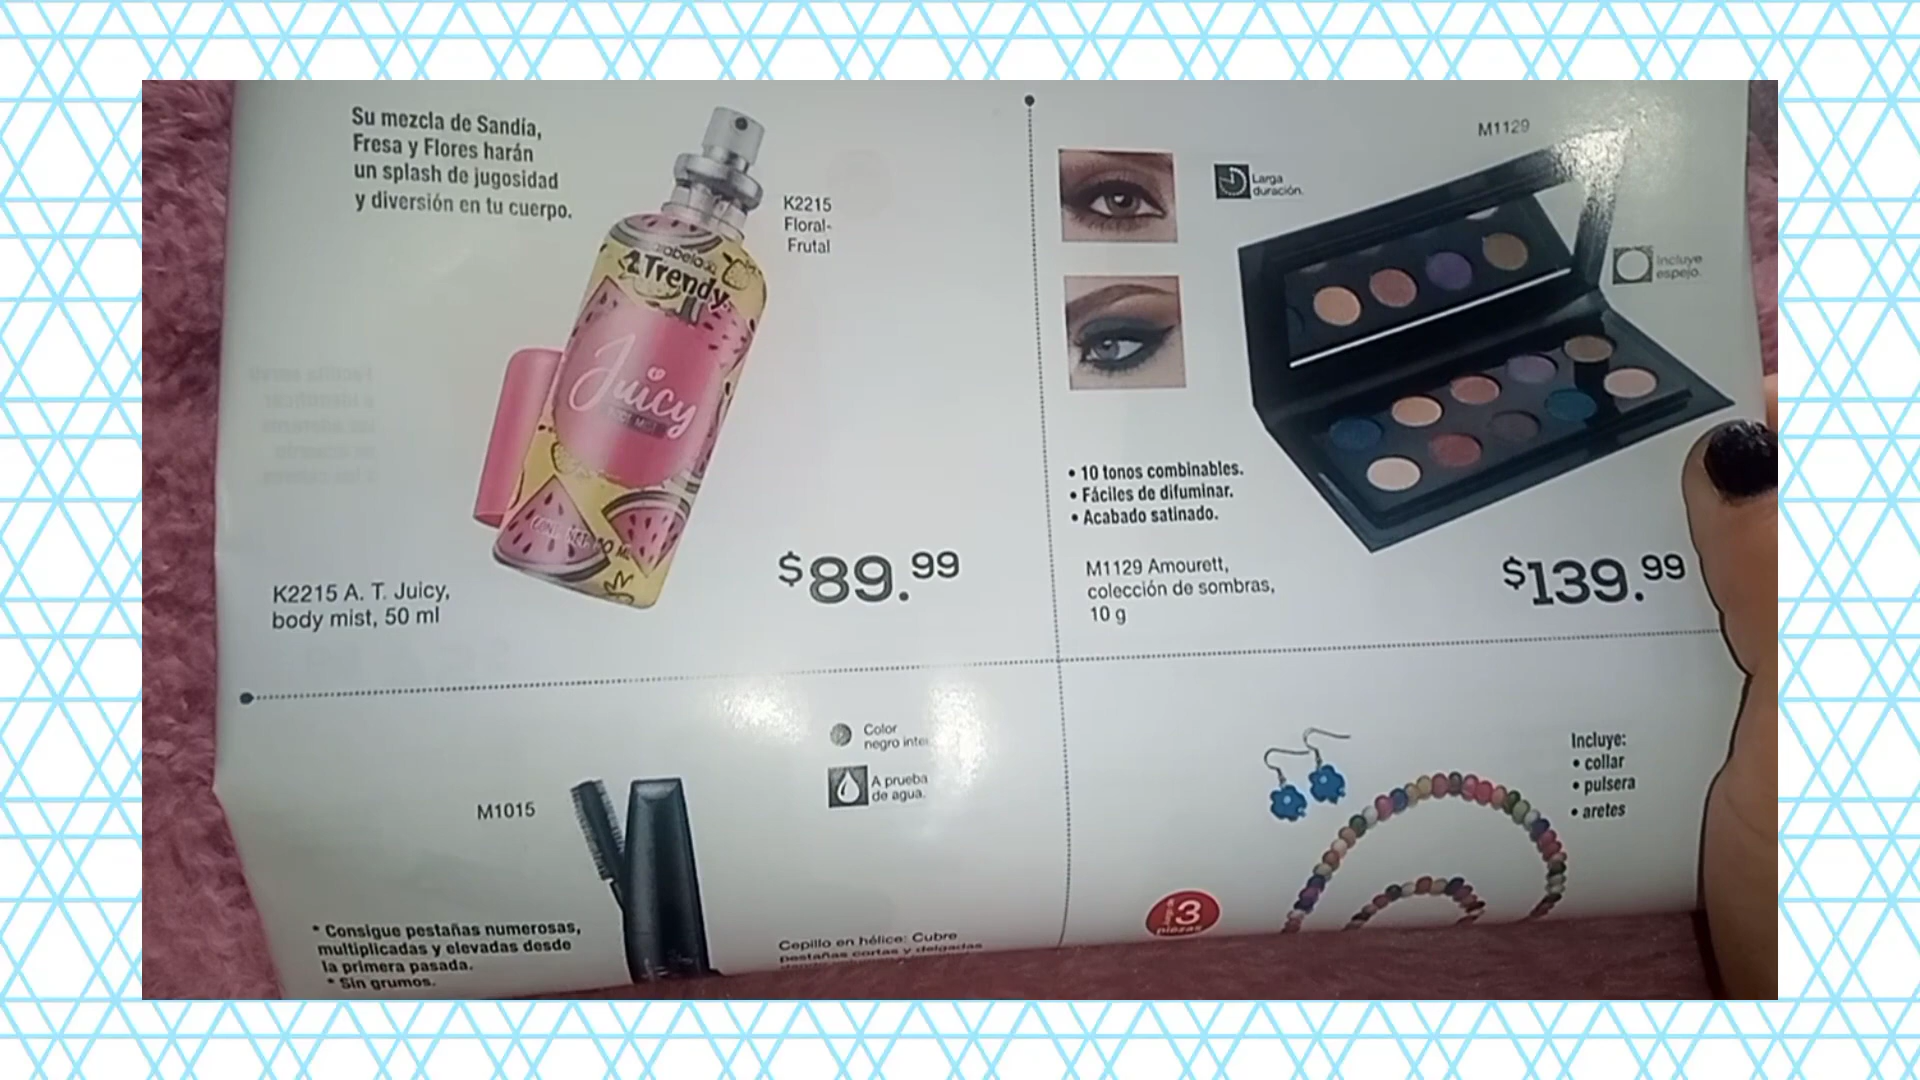 Su mezcla de Sandía,
Fresa y Flores harán
un splash de jugosidad
y diversión en tu cuerpo.
K2215
Floral-
Frutal
Trendy
Juicy
K2215 A. T. Juicy,
body mist, 50 ml
$89.99
M1129
Larga
duración.
Incluye
espejo.
• 10 tonos combinables.
• Fáciles de difuminar.
• Acabado satinado.
M1129 Amourett,
colección de sombras,
10 g
$139.99
M1015
Color
negro
A prueba
de agua.
* Consigue pestañas numerosas,
multiplicadas y elevadas desde
la primera pasada.
* Sin grumos.
Cepillo en hélice: Cubre
pestañas cortas y delgadas
Incluye:
• collar
• pulsera
• aretes
3
piezas